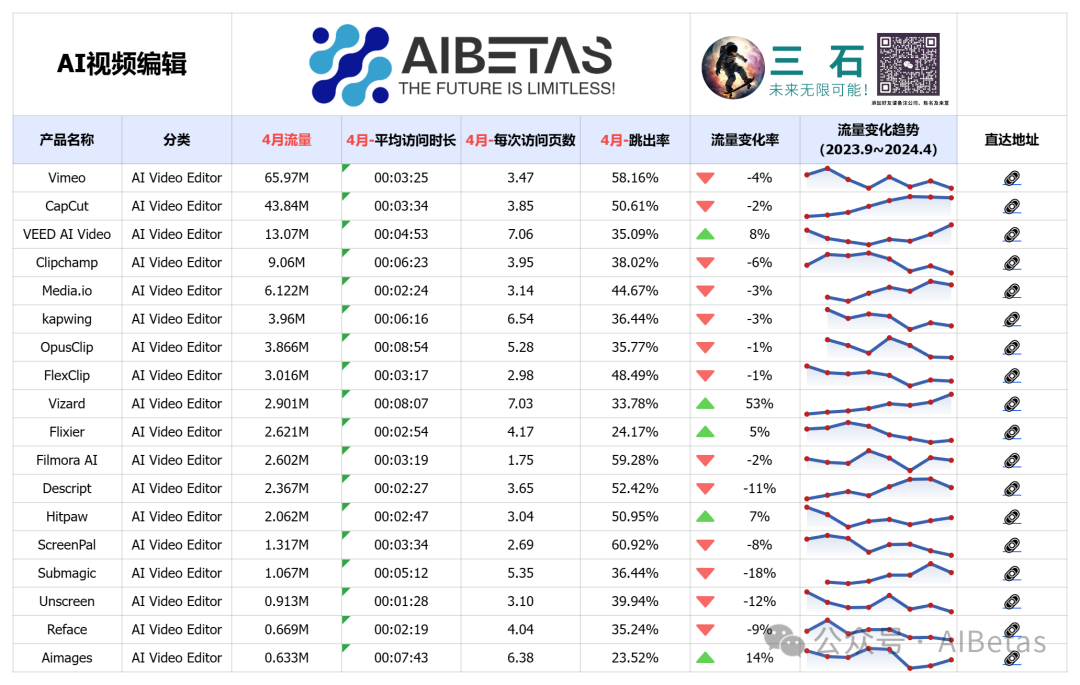 AI视频编辑
AIBETAS
THE FUTURE IS LIMITLESS!
三 石
未来无限可能!
添加好友请备注公司、姓名及来意
产品名称 分类 4月流量 4月-平均访问时长 4月-每次访问页数 4月-跳出率 流量变化率 流量变化趋势 直达地址
(2023.9~2024.4)
Vimeo AI Video Editor 65.97M 00:03:25 3.47 58.16% -4%
CapCut AI Video Editor 43.84M 00:03:34 3.85 50.61% -2%
VEED AI Video AI Video Editor 13.07M 00:04:53 7.06 35.09% 8%
Clipchamp AI Video Editor 9.06M 00:06:23 3.95 38.02% -6%
Media.io AI Video Editor 6.122M 00:02:24 3.14 44.67% -3%
kapwing AI Video Editor 3.96M 00:06:16 6.54 36.44% -3%
OpusClip AI Video Editor 3.866M 00:08:54 5.28 35.77% -1%
FlexClip AI Video Editor 3.016M 00:03:17 2.98 48.49% -1%
Vizard AI Video Editor 2.901M 00:08:07 7.03 33.78% 53%
Flixier AI Video Editor 2.621M 00:02:54 4.17 24.17% 5%
Filmora AI AI Video Editor 2.602M 00:03:19 1.75 59.28% -2%
Descript AI Video Editor 2.367M 00:02:27 3.65 52.42% -11%
Hitpaw AI Video Editor 2.062M 00:02:47 3.04 50.95% 7%
ScreenPal AI Video Editor 1.317M 00:03:34 2.69 60.92% -8%
Submagic AI Video Editor 1.067M 00:05:12 5.35 36.44% -18%
Unscreen AI Video Editor 0.913M 00:01:28 3.10 39.94% -12%
Reface AI Video Editor 0.669M 00:02:19 4.04 35.24% -9%
公众号 · AIBetas
Aimages AI Video Editor 0.633M 00:07:43 6.38 23.52% 14%